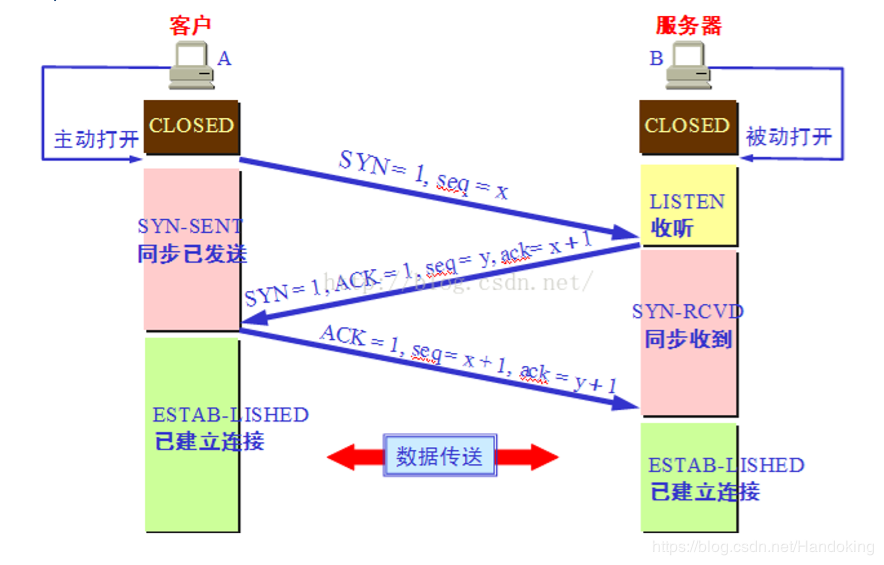 客户
服务器
A
B
CLOSED
CLOSED
主动打开
被动打开
SYN = 1, seq = x
LISTEN
收听
SYN-SENT
同步已发送
SYN = 1, ACK = 1, seq = y, ack= x + 1
http://blog.csdn.net/
SYN-RCVD
同步收到
ACK = 1, seq = x + 1, ack = y + 1
ESTAB-LISHED
已建立连接
数据传送
ESTAB-LISHED
已建立连接
https://blog.csdn.net/Handoking